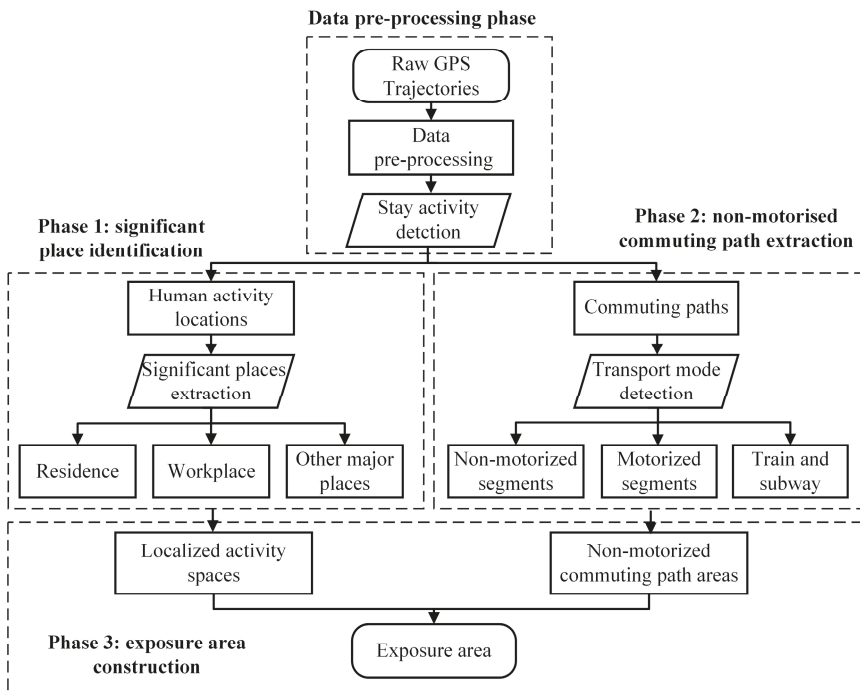 Data pre-processing phase
Raw GPS
Trajectories
Data
pre-processing
Stay activity
detction
Phase 1: significant
place identification
Phase 2: non-motorised
commuting path extraction
Human activity
locations
Commuting paths
Significant places
extraction
Transport mode
detection
Residence
Workplace
Other major
places
Non-motorized
segments
Motorized
segments
Train and
subway
Localized activity
spaces
Non-motorized
commuting path areas
Phase 3: exposure area
construction
Exposure area